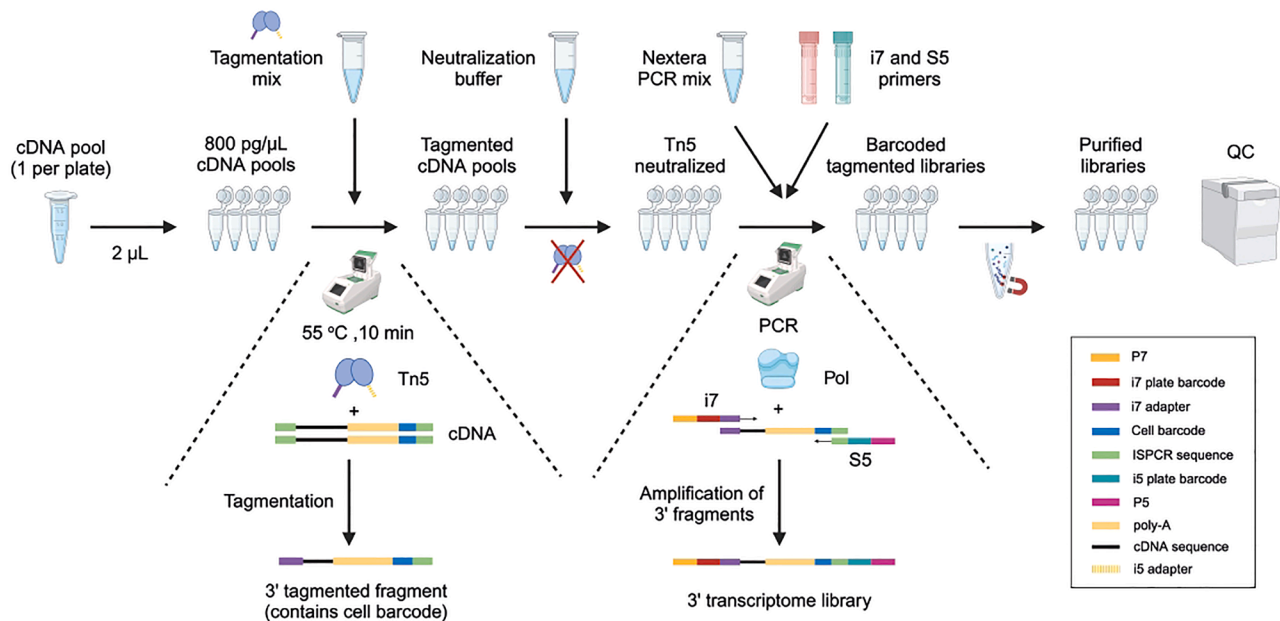 Tagmentation
mix
Neutralization
buffer
Nextera
PCR mix
i7 and S5
primers
cDNA pool
(1 per plate)
800 pg/µL
cDNA pools
Tagmented
cDNA pools
Tn5
neutralized
Barcoded
tagmented libraries
Purified
libraries
QC
2 µL
55 °C ,10 min
Tn5
+
cDNA
Tagmentation
3' tagmented fragment
(contains cell barcode)
PCR
Pol
i7
+
S5
Amplification of
3' fragments
3' transcriptome library
P7
i7 plate barcode
i7 adapter
Cell barcode
ISPCR sequence
i5 plate barcode
P5
poly-A
cDNA sequence
i5 adapter